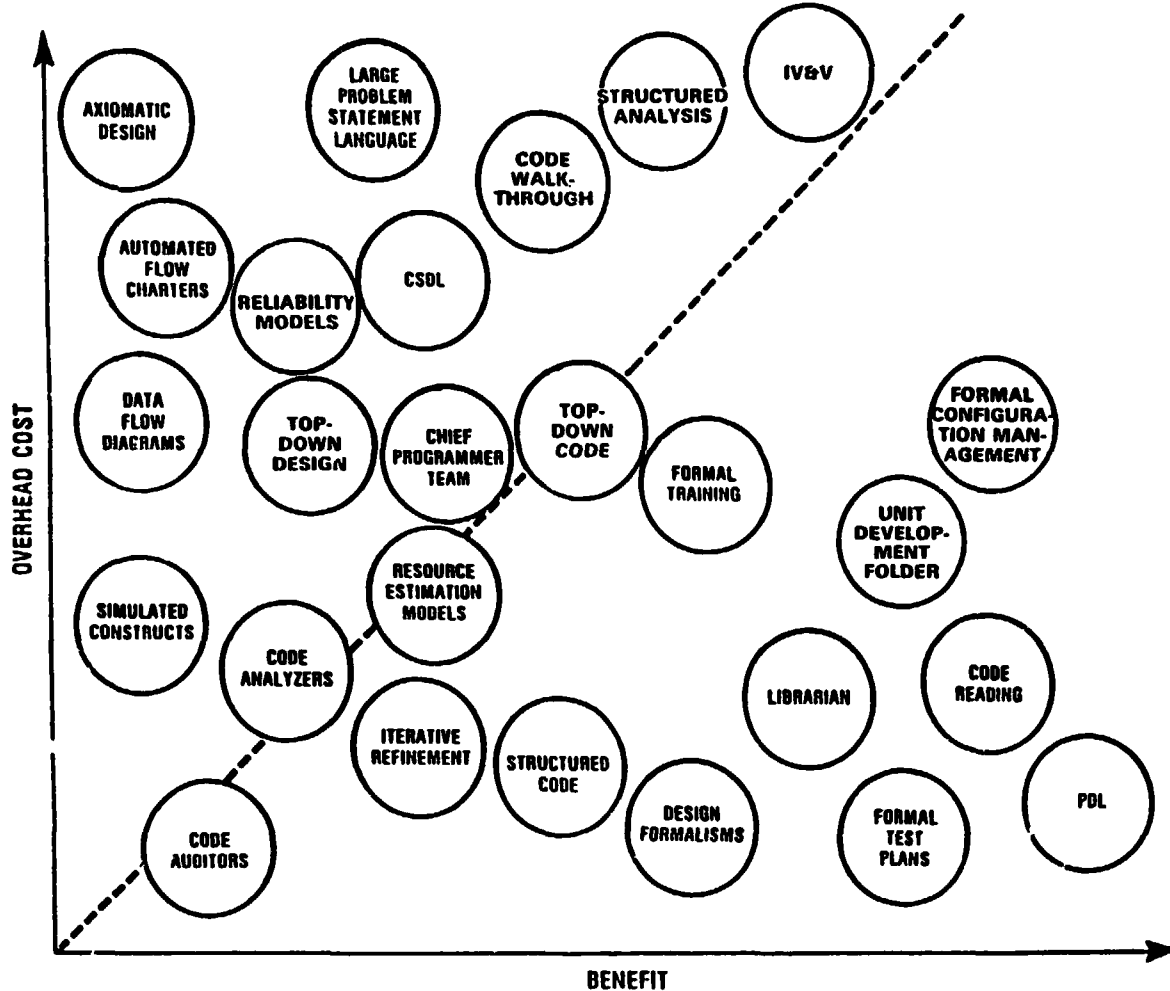 IV&V
LARGE
PROBLEM
STATEMENT
LANGUAGE
STRUCTURED
ANALYSIS
AXIOMATIC
DESIGN
CODE
WALK-
THROUGH
AUTOMATED
FLOW
CHARTERS
CSDL
RELIABILITY
MODELS
DATA
FLOW
DIAGRAMS
TOP-
DOWN
DESIGN
CHIEF
PROGRAMMER
TEAM
TOP-
DOWN
CODE
FORMAL
CONFIGURA-
TION MAN-
AGEMENT
FORMAL
TRAINING
UNIT
DEVELOP-
MENT
FOLDER
OVERHEAD COST
RESOURCE
ESTIMATION
MODELS
SIMULATED
CONSTRUCTS
CODE
ANALYZERS
LIBRARIAN
CODE
READING
ITERATIVE
REFINEMENT
STRUCTURED
CODE
DESIGN
FORMALISMS
FORMAL
TEST
PLANS
PDL
CODE
AUDITORS
BENEFIT